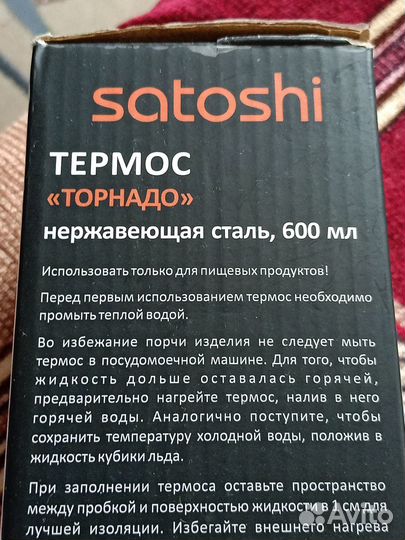 satoshi
ТЕРМОС
«ТОРНАДО»
нержавеющая сталь, 600 мл
Использовать только для пищевых продуктов!
Перед первым использованием термос необходимо
промыть теплой водой.
Во избежание порчи изделия не следует мыть
термос в посудомоечной машине. Для того, чтобы
жидкость дольше оставалась горячей,
предварительно нагрейте термос, налив в него
горячей воды. Аналогично поступите, чтобы
сохранить температуру холодной воды, положив в
жидкость кубики льда.
При заполнении термоса оставьте пространство
между пробкой и поверхностью жидкости в 1 см для
лучшей изоляции. Избегайте внешнего нагрева
Avito